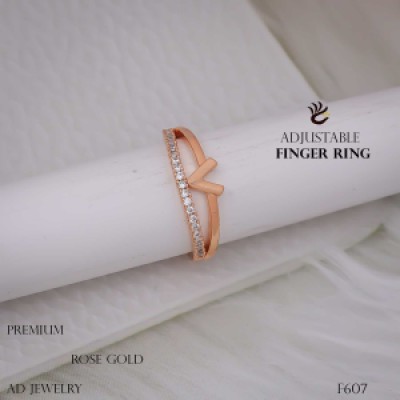 ADJUSTABLE
FINGER RING
PREMIUM
ROSE GOLD
AD JEWELRY
F607